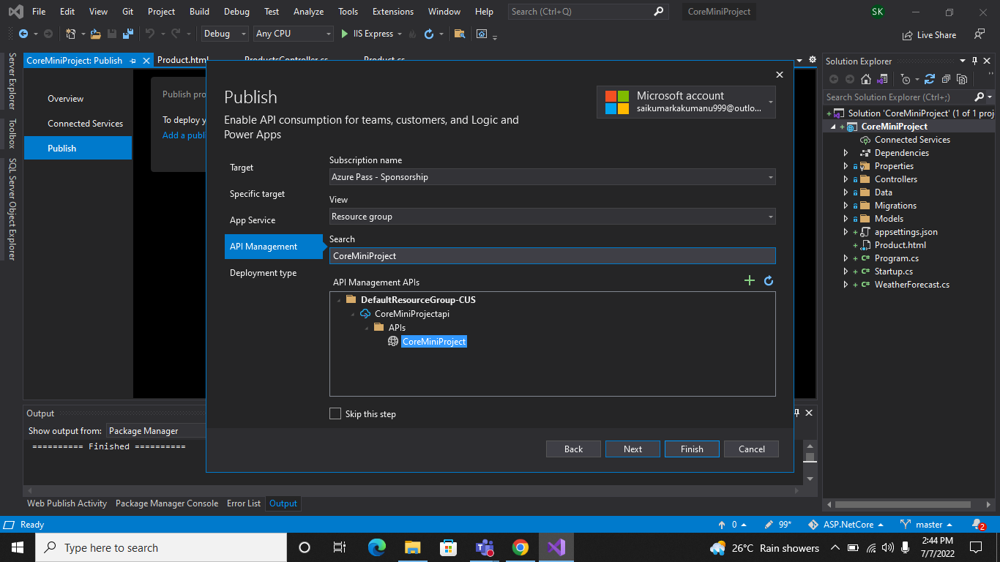 File Edit View Git Project Build Debug Test Analyze Tools Extensions Window Help Search (Ctrl+Q) CoreMiniProject SK
Debug Any CPU IIS Express Live Share
Server Explorer
Toolbox
SQL Server Object Explorer
CoreMiniProject: Publish Product.html ProductsController.cs Product.cs
Overview
Connected Services
Publish
Publish pro
To deploy y
Add a publ
Publish
Enable API consumption for teams, customers, and Logic and
Power Apps
Microsoft account
saikumarkakumanu999@outlo...
Target
Specific target
App Service
API Management
Deployment type
Subscription name
Azure Pass - Sponsorship
View
Resource group
Search
CoreMiniProject
API Management APIs
DefaultResourceGroup-CUS
CoreMiniProjectapi
APIs
CoreMiniProject
Skip this step
Back Next Finish Cancel
Solution Explorer
Search Solution Explorer (Ctrl+;)
Solution 'CoreMiniProject' (1 of 1 proj
CoreMiniProject
Connected Services
Dependencies
Properties
Controllers
Data
Migrations
Models
appsettings.json
Product.html
Program.cs
Startup.cs
WeatherForecast.cs
Output
Show output from: Package Manager
========== Finished ==========
Web Publish Activity Package Manager Console Error List Output
Ready 0 99* ASP.NetCore master 2
Type here to search 26°C Rain showers 2:44 PM
7/7/2022